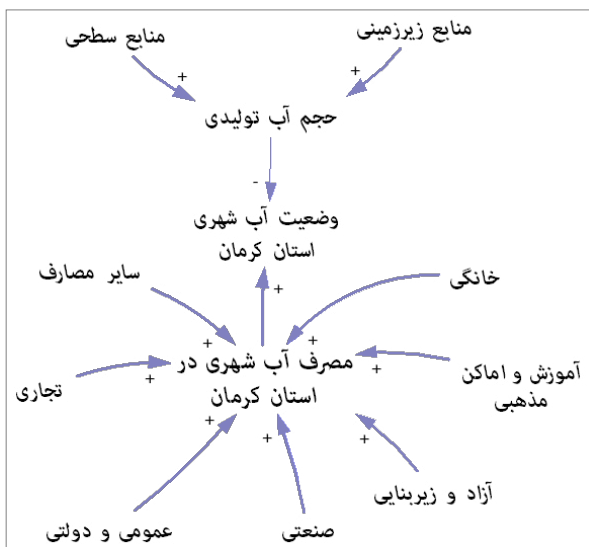 منابع زیرزمینی
منابع سطحی
+
+
حجم آب تولیدی
-
وضعیت آب شهری
استان کرمان
سایر مصارف
خانگی
+
+
+
مصرف آب شهری در
استان کرمان
+
+
آموزش و اماکن
مذهبی
تجاری
+
+
+
آزاد و زیربنایی
صنعتی
عمومی و دولتی